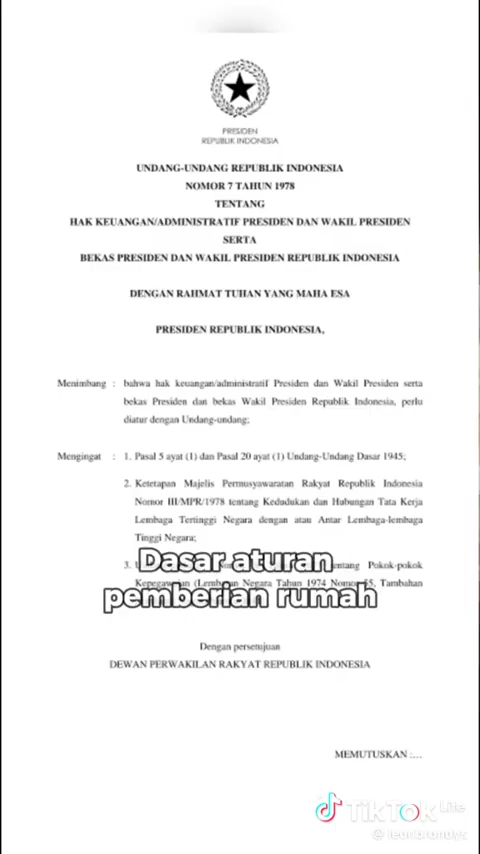 PRESIDEN
REPUBLIK INDONESIA
UNDANG-UNDANG REPUBLIK INDONESIA
NOMOR 7 TAHUN 1978
TENTANG
HAK KEUANGAN/ADMINISTRATIF PRESIDEN DAN WAKIL PRESIDEN
SERTA
BEKAS PRESIDEN DAN WAKIL PRESIDEN REPUBLIK INDONESIA
DENGAN RAHMAT TUHAN YANG MAHA ESA
PRESIDEN REPUBLIK INDONESIA,
Menimbang : bahwa hak keuangan/administratif Presiden dan Wakil Presiden serta
bekas Presiden dan bekas Wakil Presiden Republik Indonesia, perlu
diatur dengan Undang-undang;
Mengingat : 1. Pasal 5 ayat (1) dan Pasal 20 ayat (1) Undang-Undang Dasar 1945;
2. Ketetapan Majelis Permusyawaratan Rakyat Republik Indonesia
Nomor III/MPR/1978 tentang Kedudukan dan Hubungan Tata Kerja
Lembaga Tertinggi Negara dengan atau Antar Lembaga-lembaga
Tinggi Negara;
3. tentang Pokok-pokok
Kepegawaian (Lembaran Negara Tahun 1974 Nomor 55, Tambahan
Dasar aturan
pemberian rumah
Dengan persetujuan
DEWAN PERWAKILAN RAKYAT REPUBLIK INDONESIA
MEMUTUSKAN :...
TikTok Lite